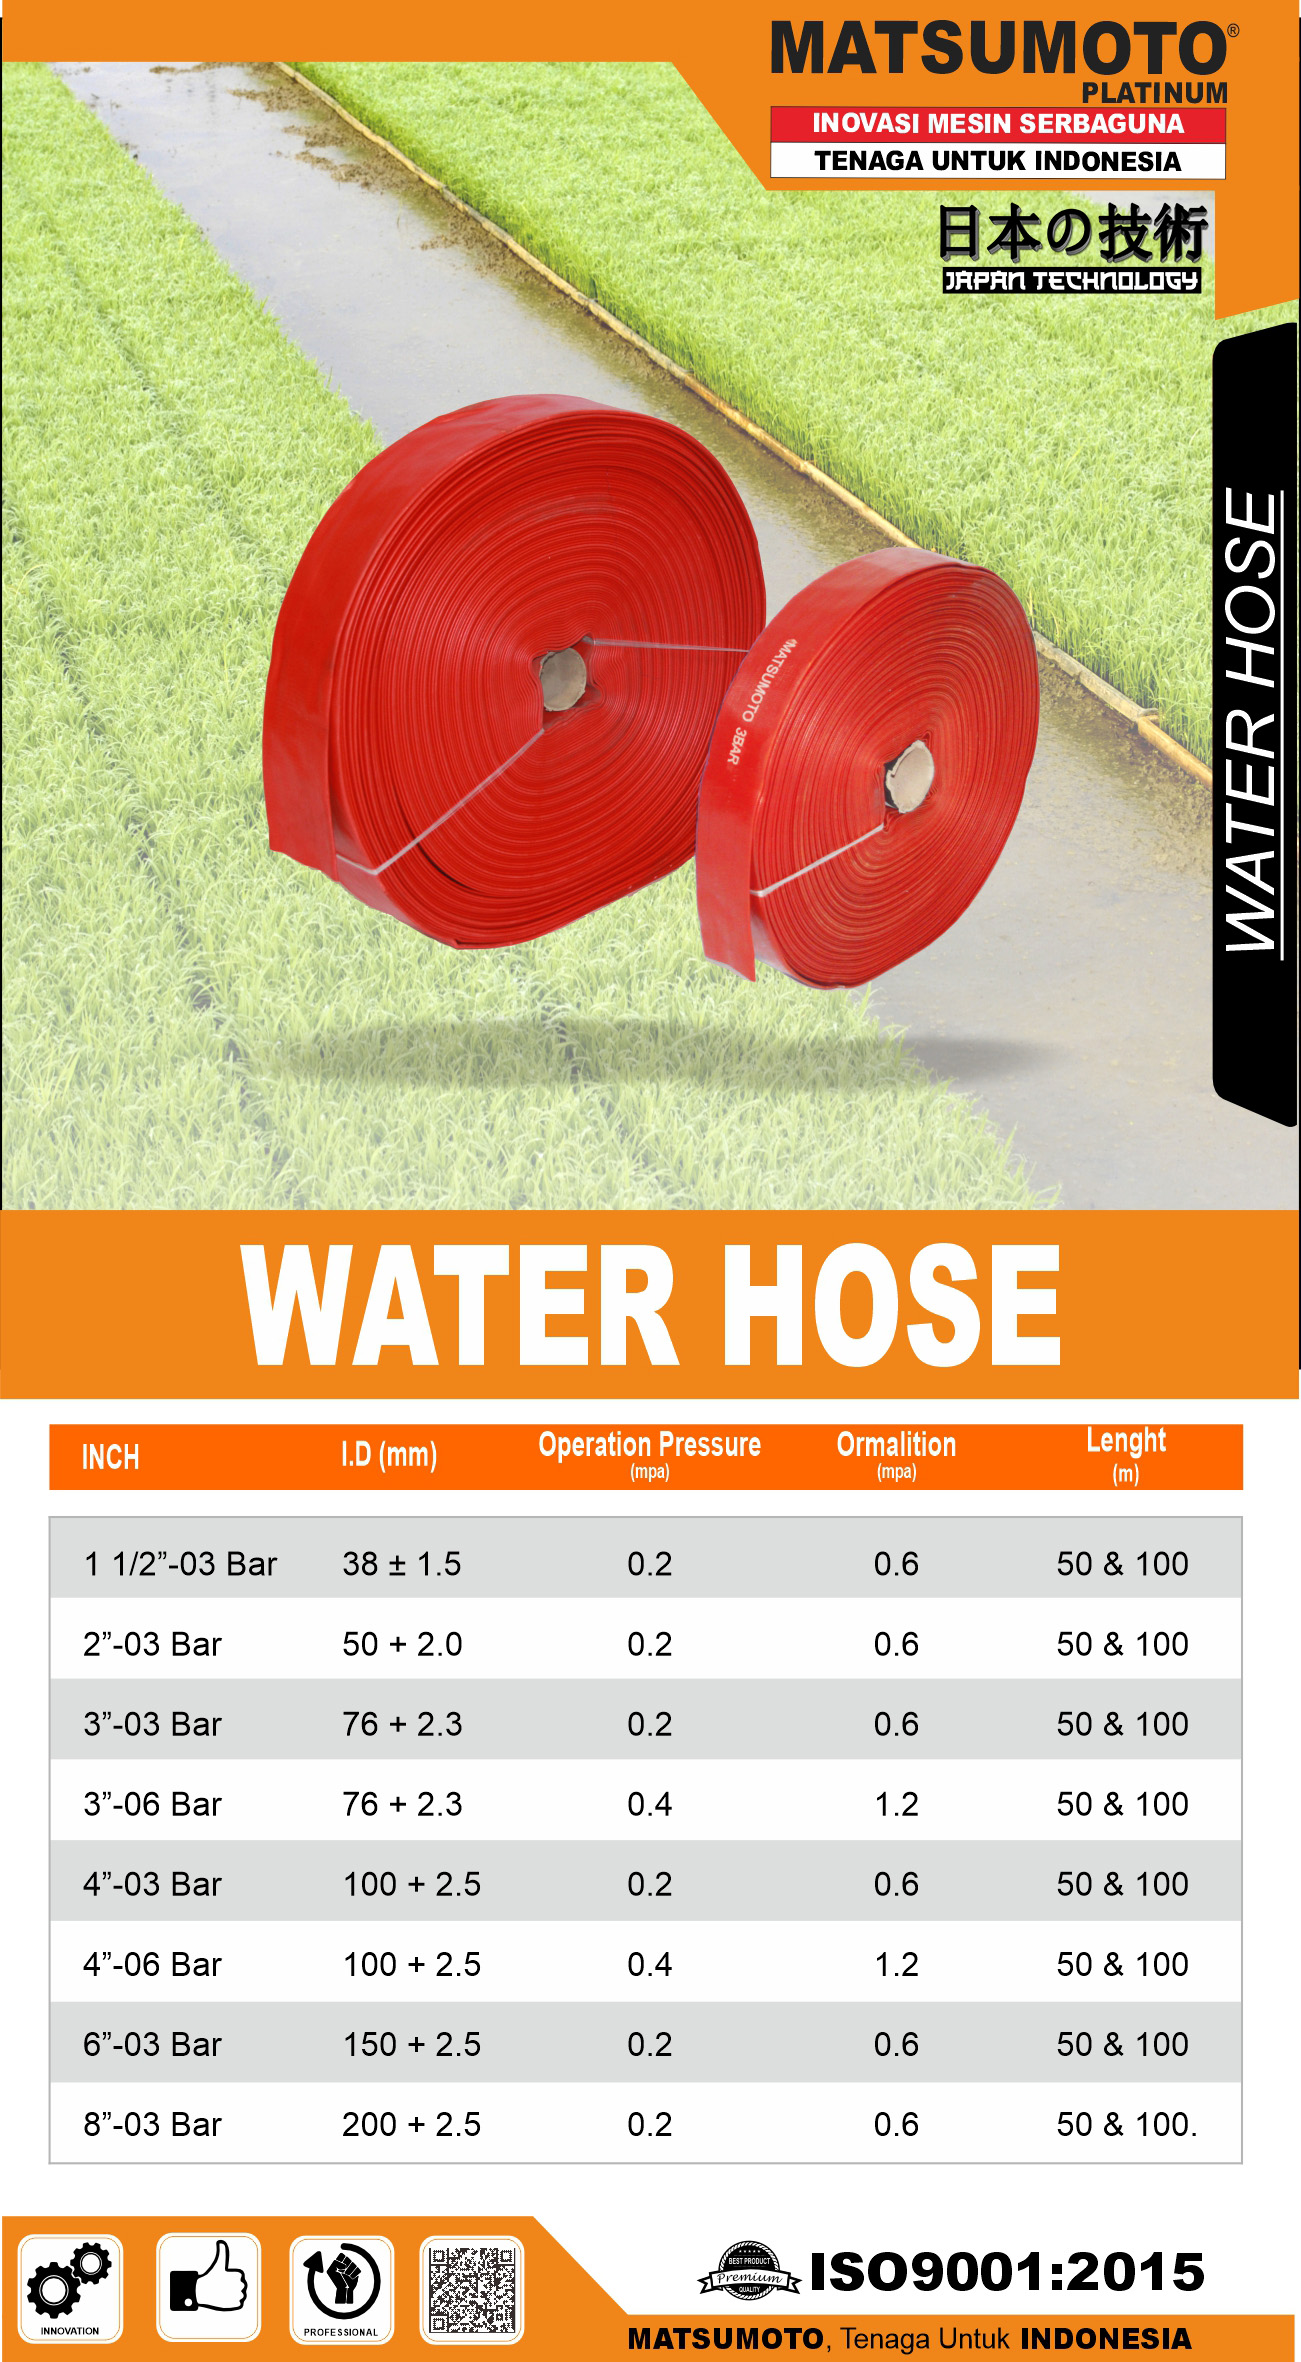 MATSUMOTO®
PLATINUM
INOVASI MESIN SERBAGUNA
TENAGA UNTUK INDONESIA
日本の技術
JAPAN TECHNOLOGY
WATER HOSE
MATSUMOTO 3BAR
WATER HOSE
INCH I.D (mm) Operation Pressure (mpa) Ormalition (mpa) Lenght (m)
1 1/2”-03 Bar 38 ± 1.5 0.2 0.6 50 & 100
2”-03 Bar 50 + 2.0 0.2 0.6 50 & 100
3”-03 Bar 76 + 2.3 0.2 0.6 50 & 100
3”-06 Bar 76 + 2.3 0.4 1.2 50 & 100
4”-03 Bar 100 + 2.5 0.2 0.6 50 & 100
4”-06 Bar 100 + 2.5 0.4 1.2 50 & 100
6”-03 Bar 150 + 2.5 0.2 0.6 50 & 100
8”-03 Bar 200 + 2.5 0.2 0.6 50 & 100.
INNOVATION
PROFESSIONAL
BEST PRODUCT
Premium
QUALITY
ISO9001:2015
MATSUMOTO, Tenaga Untuk INDONESIA